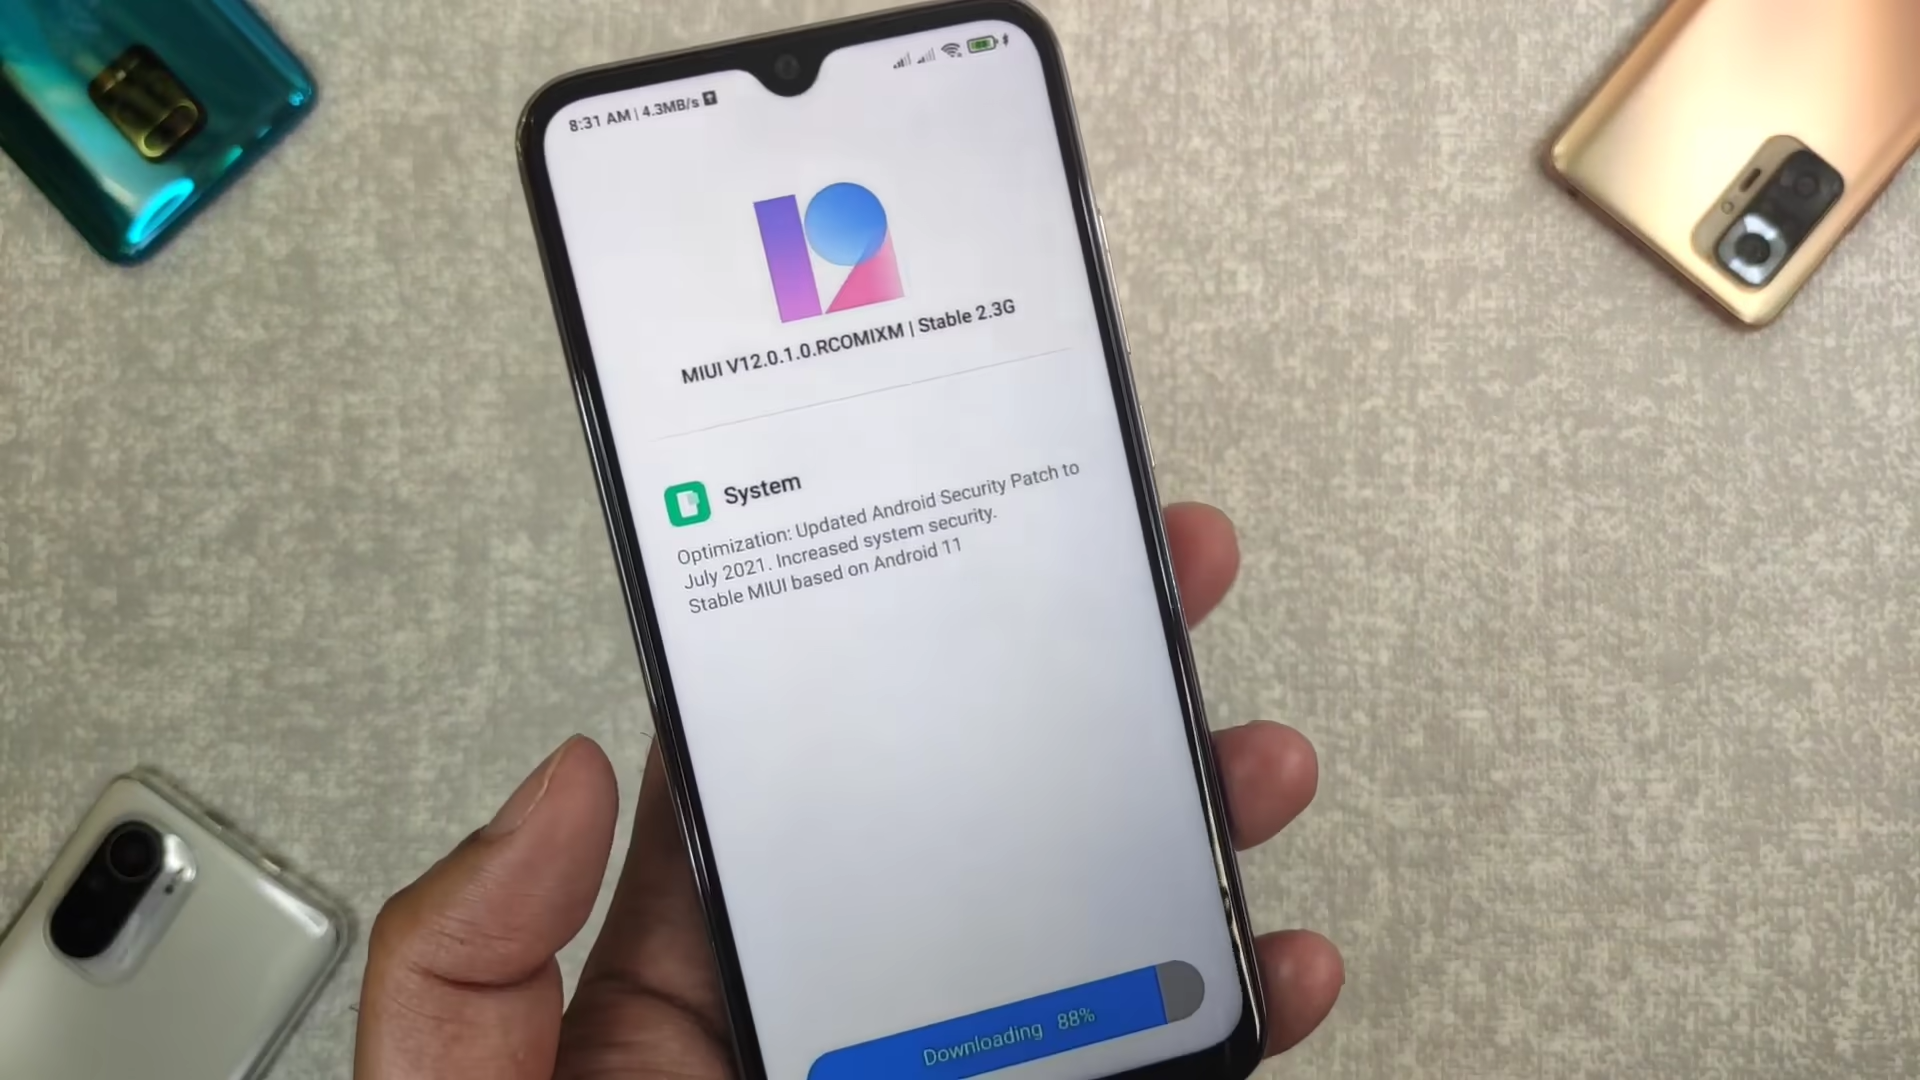 8:31 AM | 4.3MB/s
MIUI V12.0.1.0.RCOMIXM | Stable 2.3G
System
Optimization: Updated Android Security Patch to
July 2021. Increased system security.
Stable MIUI based on Android 11
Downloading 88%